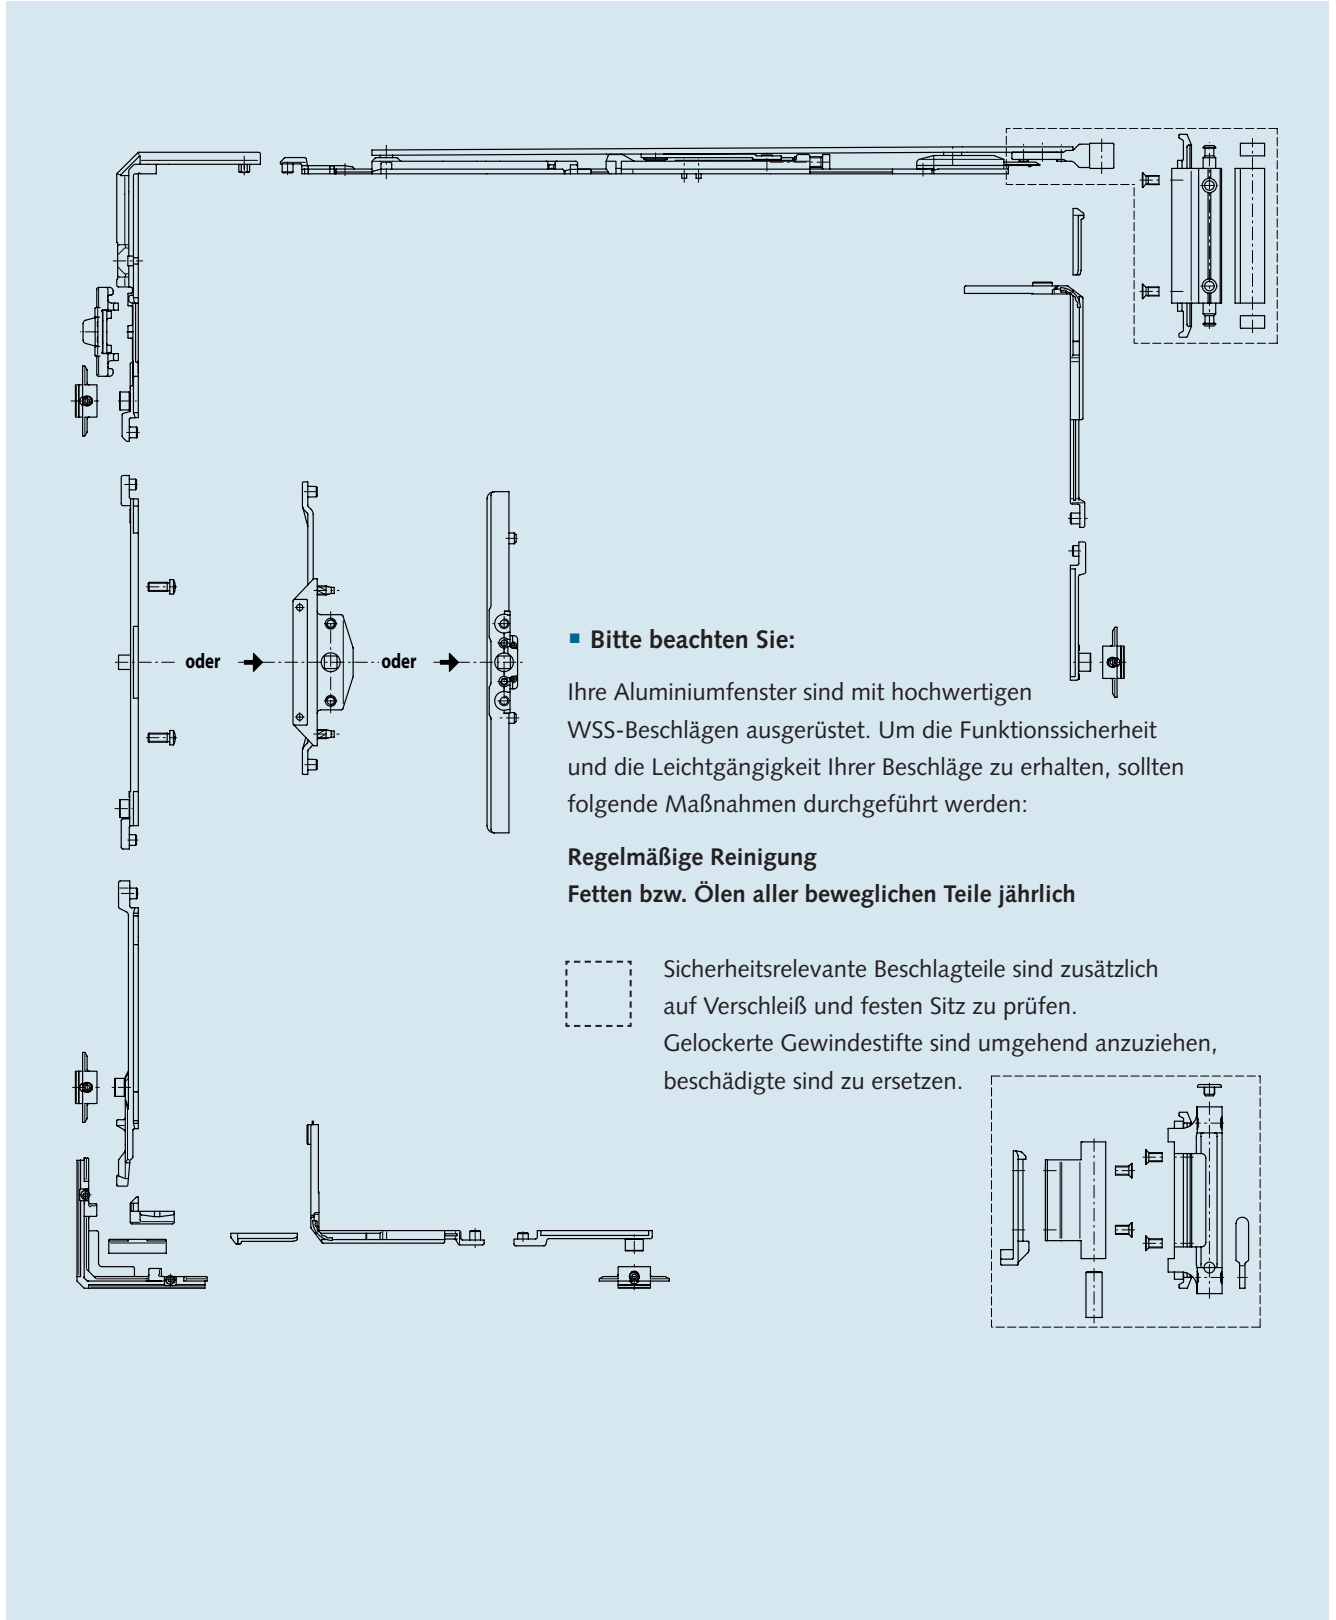 oder
oder
Bitte beachten Sie:
Ihre Aluminiumfenster sind mit hochwertigen
WSS-Beschlägen ausgerüstet. Um die Funktionssicherheit
und die Leichtgängigkeit Ihrer Beschläge zu erhalten, sollten
folgende Maßnahmen durchgeführt werden:
Regelmäßige Reinigung
Fetten bzw. Ölen aller beweglichen Teile jährlich
Sicherheitsrelevante Beschlagteile sind zusätzlich
auf Verschleiß und festen Sitz zu prüfen.
Gelockerte Gewindestifte sind umgehend anzuziehen,
beschädigte sind zu ersetzen.